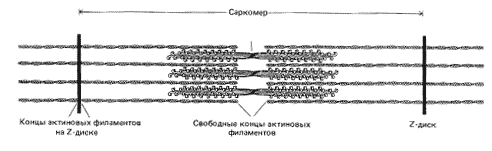 Саркомер
Концы актиновых филаментов
на Z-диске
Свободные концы актиновых
филаментов
Z-диск